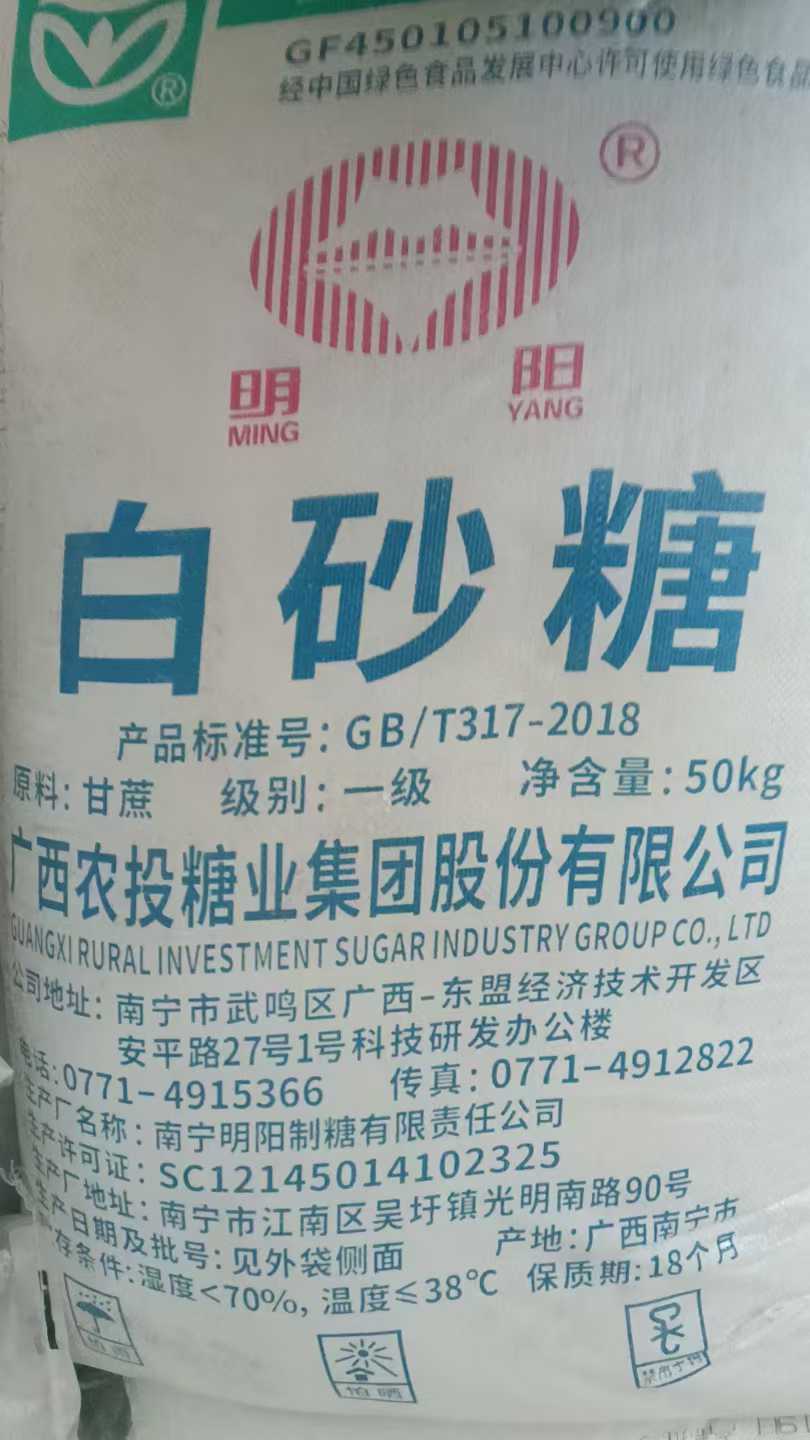 GF450105100900
经中国绿色食品发展中心许可使用绿色食品
®
明 阳
MING YANG
白砂糖
产品标准号：GB/T317-2018
原料：甘蔗 级别：一级 净含量：50kg
广西农投糖业集团股份有限公司
GUANGXI RURAL INVESTMENT SUGAR INDUSTRY GROUP CO., LTD
公司地址：南宁市武鸣区广西-东盟经济技术开发区
安平路27号1号科技研发办公楼
电话：0771-4915366 传真：0771-4912822
生产厂名称：南宁明阳制糖有限责任公司
生产许可证：SC12145014102325
生产厂地址：南宁市江南区吴圩镇光明南路90号
生产日期及批号：见外袋侧面 产地：广西南宁市
存条件：湿度<70%，温度≤38℃ 保质期：18个月
怕雨
怕晒
禁用手钩